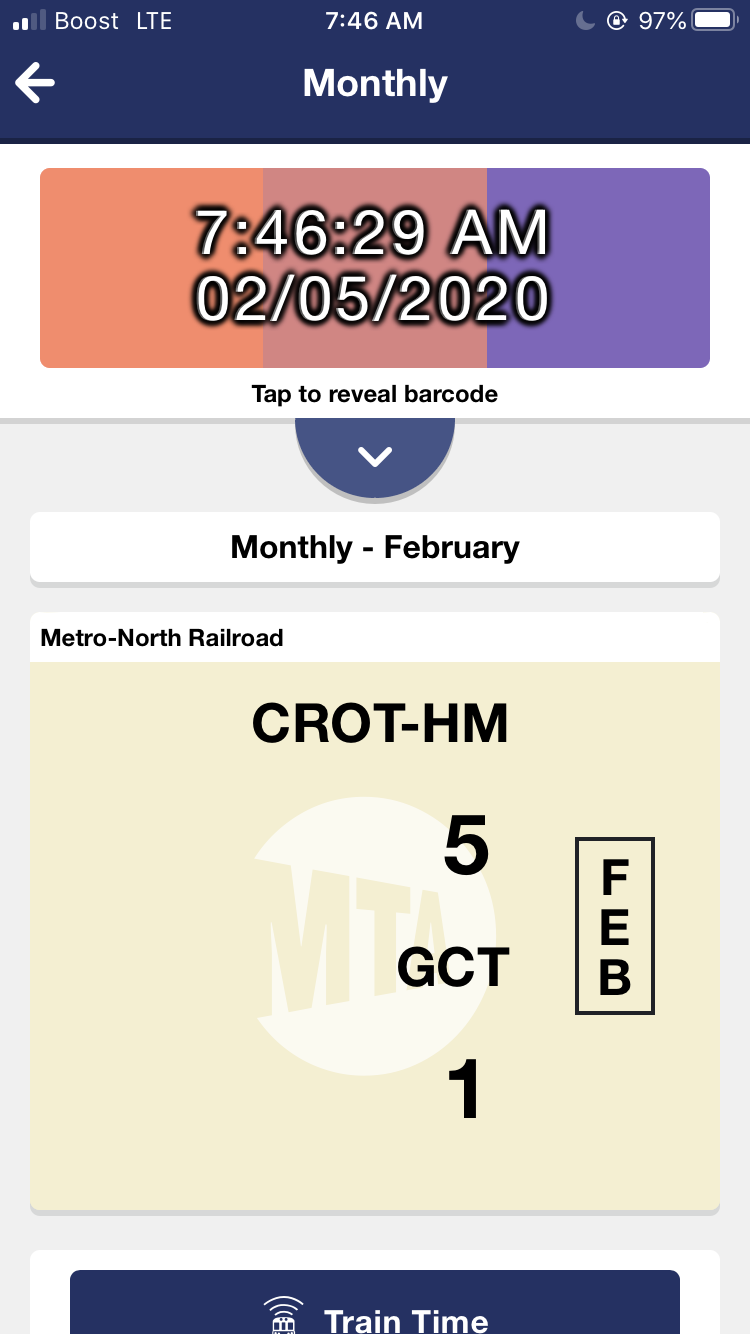 Boost LTE 7:46 AM 97%
Monthly
7:46:29 AM
02/05/2020
Tap to reveal barcode
Monthly - February
Metro-North Railroad
CROT-HM
5
MTA
GCT
1
F
E
B
Train Time